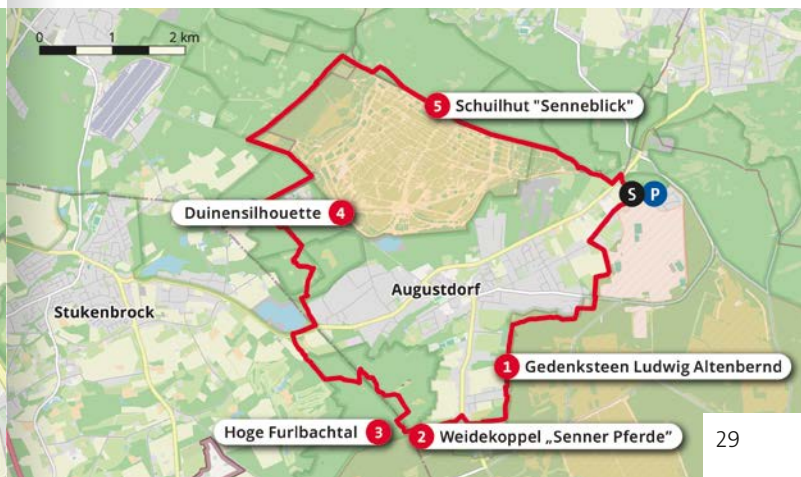 0 1 2 km
5 Schuilhut "Senneblick"
S P
Duinensilhouette 4
Augustdorf
Stukenbrock
1 Gedenksteen Ludwig Altenbernd
Hoge Furlbachtal 3
2 Weidekoppel „Senner Pferde”
29